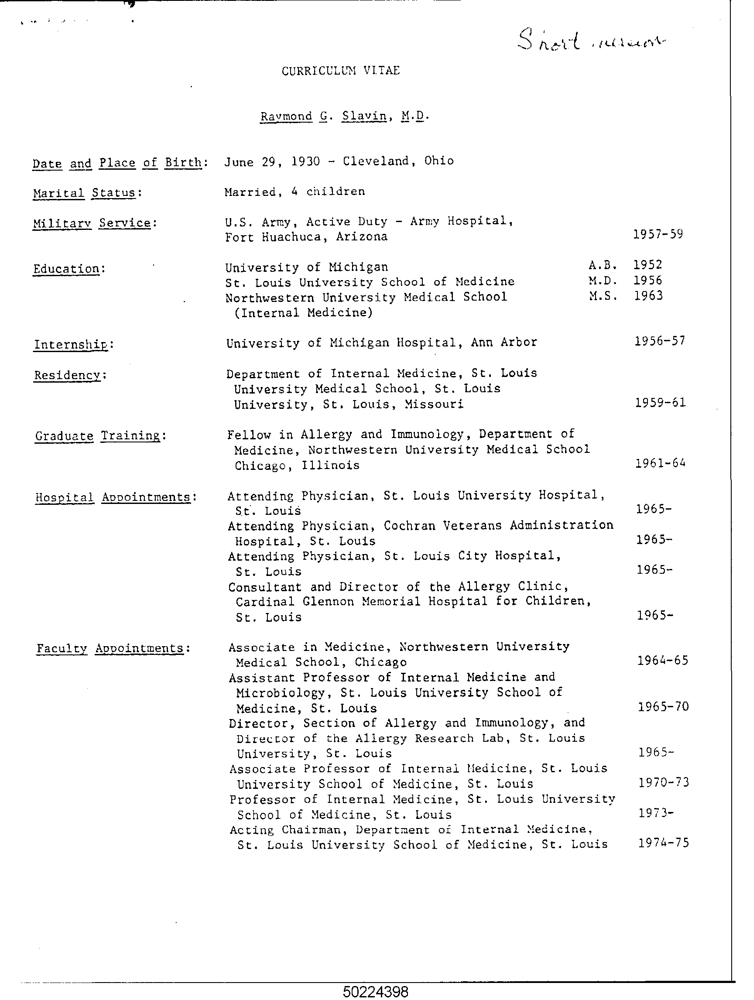 Short version
CURRICULUM VITAE
Raymond G. Slavin, M.D.
Date and Place of Birth: June 29, 1930 - Cleveland, Ohio
Marital Status: Married, 4 children
Military Service: U.S. Army, Active Duty - Army Hospital,
Fort Huachuca, Arizona 1957-59
Education: University of Michigan A.B. 1952
St. Louis University School of Medicine M.D. 1956
Northwestern University Medical School M.S. 1963
(Internal Medicine)
Internship: University of Michigan Hospital, Ann Arbor 1956-57
Residency: Department of Internal Medicine, St. Louis
University Medical School, St. Louis
University, St. Louis, Missouri 1959-61
Graduate Training: Fellow in Allergy and Immunology, Department of
Medicine, Northwestern University Medical School
Chicago, Illinois 1961-64
Hospital Appointments: Attending Physician, St. Louis University Hospital,
St. Louis 1965-
Attending Physician, Cochran Veterans Administration
Hospital, St. Louis 1965-
Attending Physician, St. Louis City Hospital,
St. Louis 1965-
Consultant and Director of the Allergy Clinic,
Cardinal Glennon Memorial Hospital for Children,
St. Louis 1965-
Faculty Appointments: Associate in Medicine, Northwestern University
Medical School, Chicago 1964-65
Assistant Professor of Internal Medicine and
Microbiology, St. Louis University School of
Medicine, St. Louis 1965-70
Director, Section of Allergy and Immunology, and
Director of the Allergy Research Lab, St. Louis
University, St. Louis 1965-
Associate Professor of Internal Medicine, St. Louis
University School of Medicine, St. Louis 1970-73
Professor of Internal Medicine, St. Louis University
School of Medicine, St. Louis 1973-
Acting Chairman, Department of Internal Medicine,
St. Louis University School of Medicine, St. Louis 1974-75
50224398